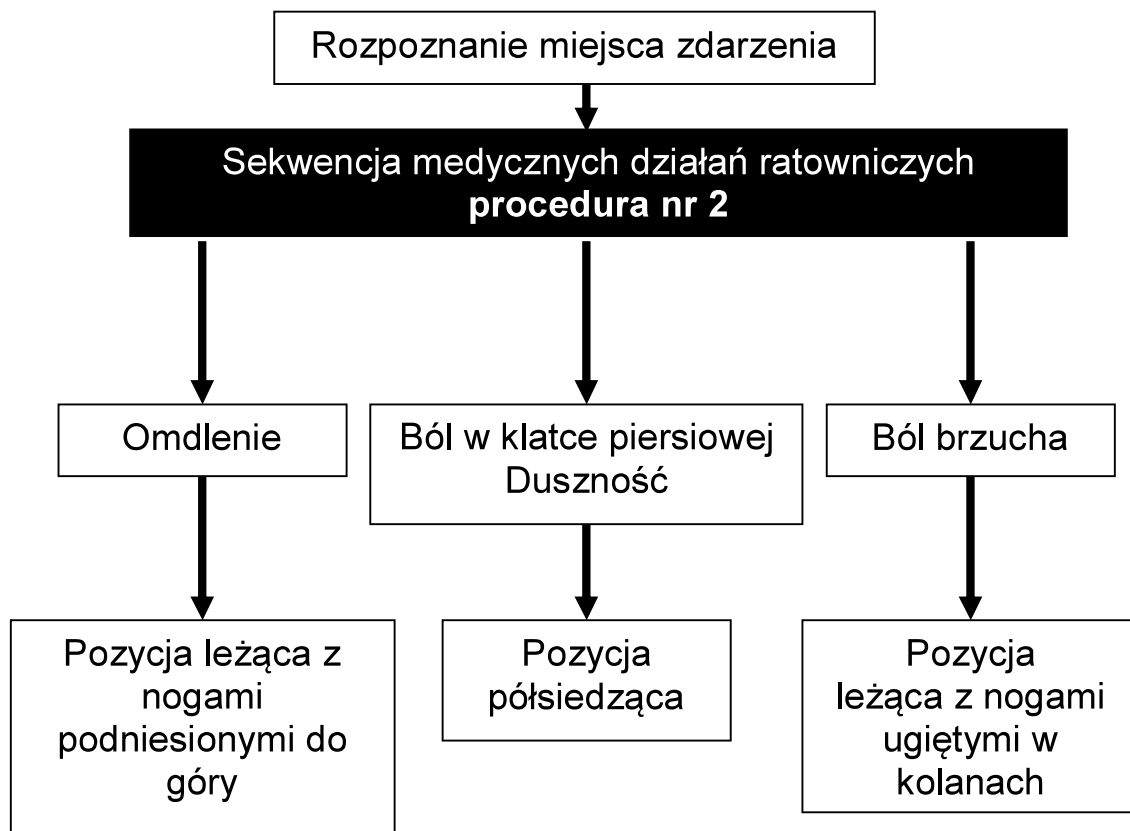 Rozpoznanie miejsca zdarzenia
Sekwencja medycznych działań ratowniczych
procedura nr 2
Omdlenie
Ból w klatce piersiowej
Duszność
Ból brzucha
Pozycja leżąca z
nogami
podniesionymi do
góry
Pozycja
półsiedząca
Pozycja
leżąca z nogami
ugiętymi w
kolanach